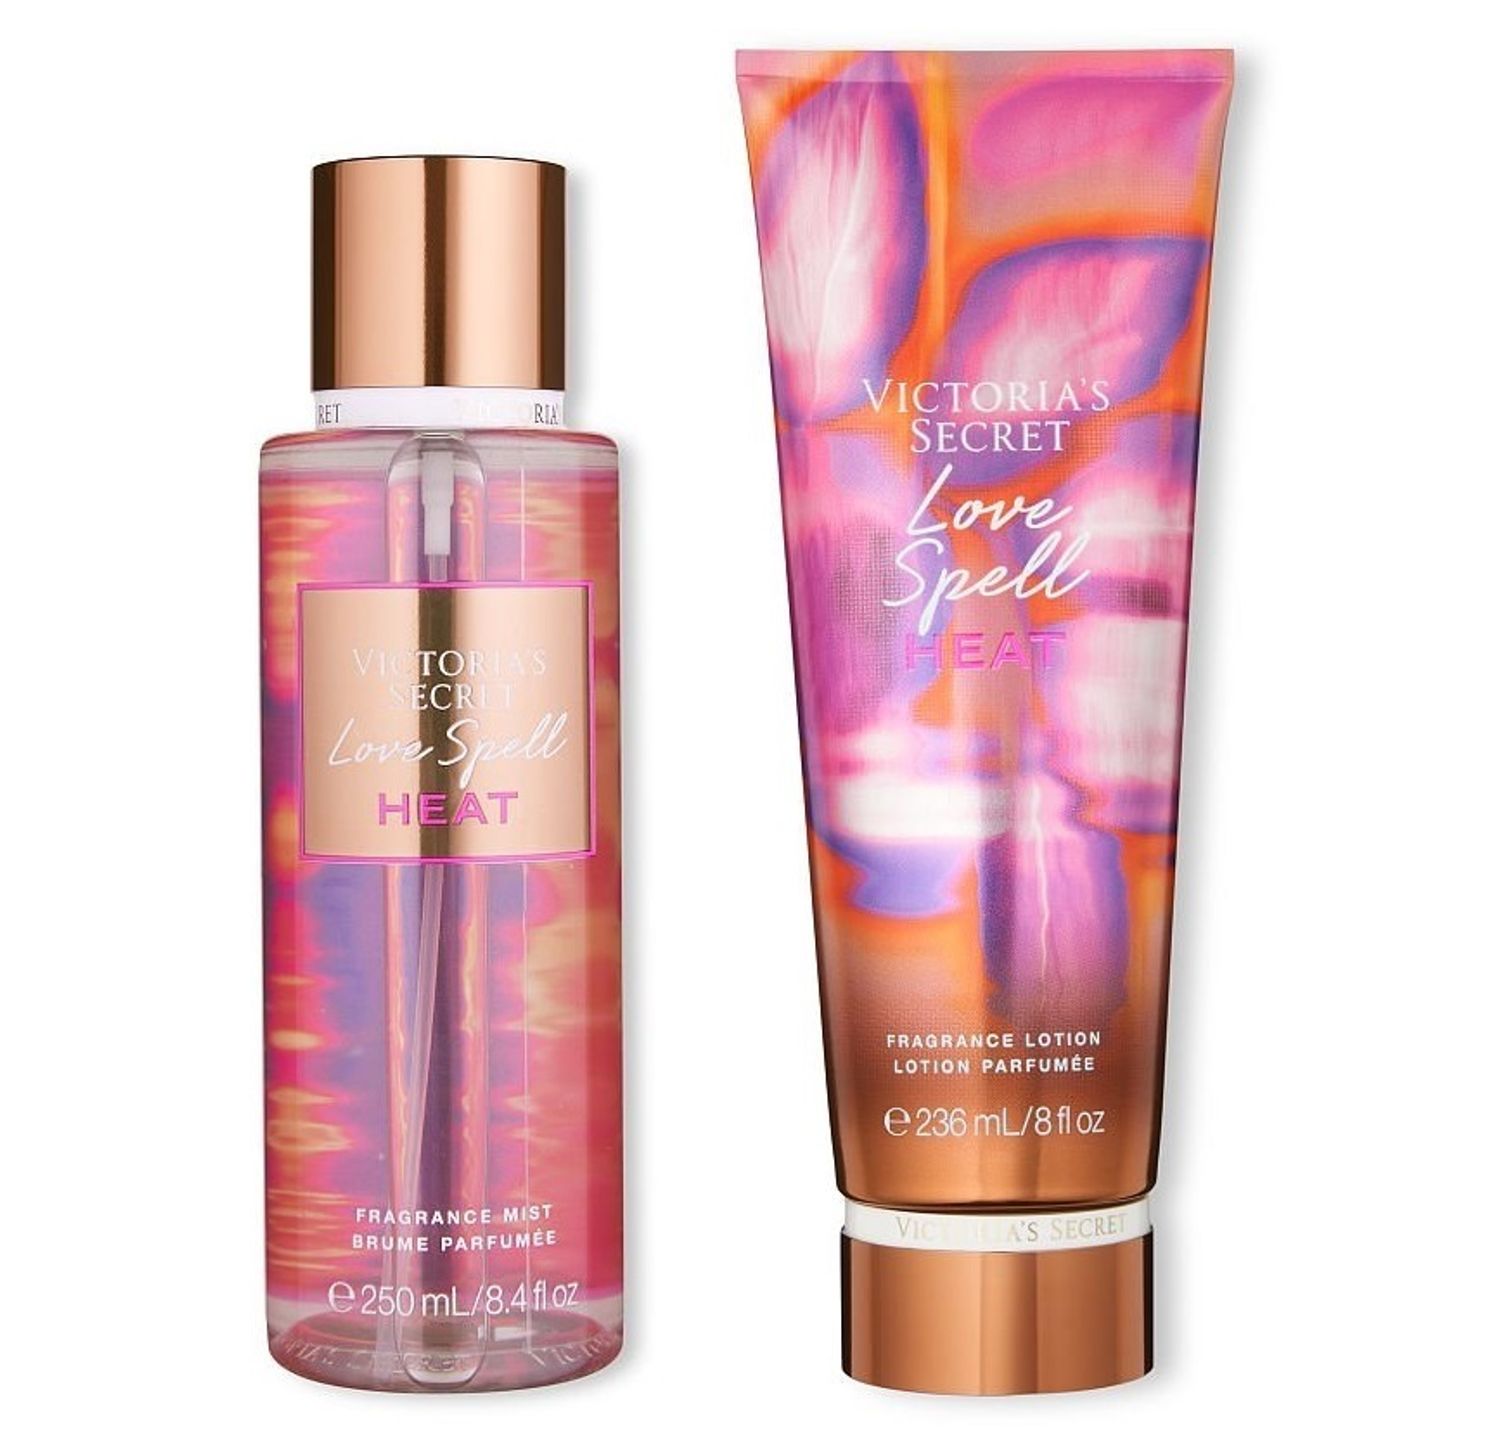 RET
VICTORIA'S
SECRET
Love Spell
HEAT
FRAGRANCE MIST
BRUME PARFUMÉE
℮ 250 mL/8.4 fl oz
VICTORIA'S
SECRET
Love
Spell
HEAT
FRAGRANCE LOTION
LOTION PARFUMÉE
℮ 236 mL/8 fl oz
VICTORIA'S SECRET